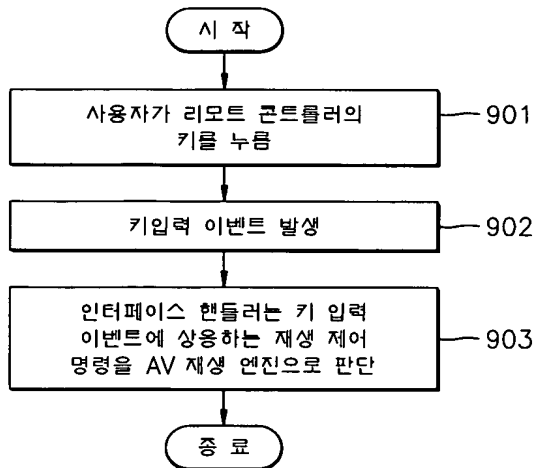 시 작
사용자가 리모트 콘트롤러의
키를 누름
901
키입력 이벤트 발생
902
인터페이스 핸들러는 키 입력
이벤트에 상응하는 재생 제어
명령을 AV 재생 엔진으로 판단
903
종 료